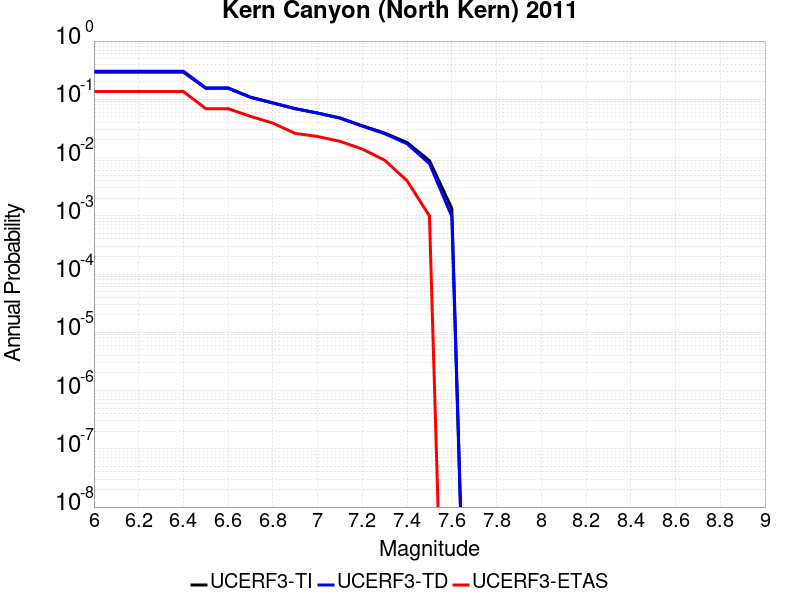 Kern Canyon (North Kern) 2011
10^0
10^-1
10^-2
10^-3
10^-4
10^-5
10^-6
10^-7
10^-8
Annual Probability
6 6.2 6.4 6.6 6.8 7 7.2 7.4 7.6 7.8 8 8.2 8.4 8.6 8.8 9
Magnitude
UCERF3-TI UCERF3-TD UCERF3-ETAS